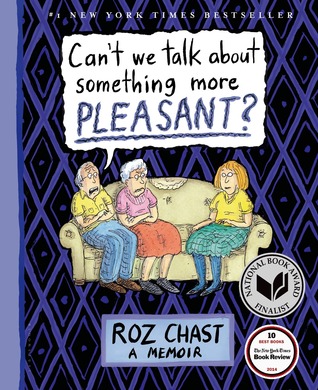 #1 NEW YORK TIMES BESTSELLER
Can't we talk about
something more
PLEASANT?
NATIONAL BOOK AWARD
FINALIST
10
BEST BOOKS
The New York Times
Book Review
2014
ROZ CHAST
A MEMOIR